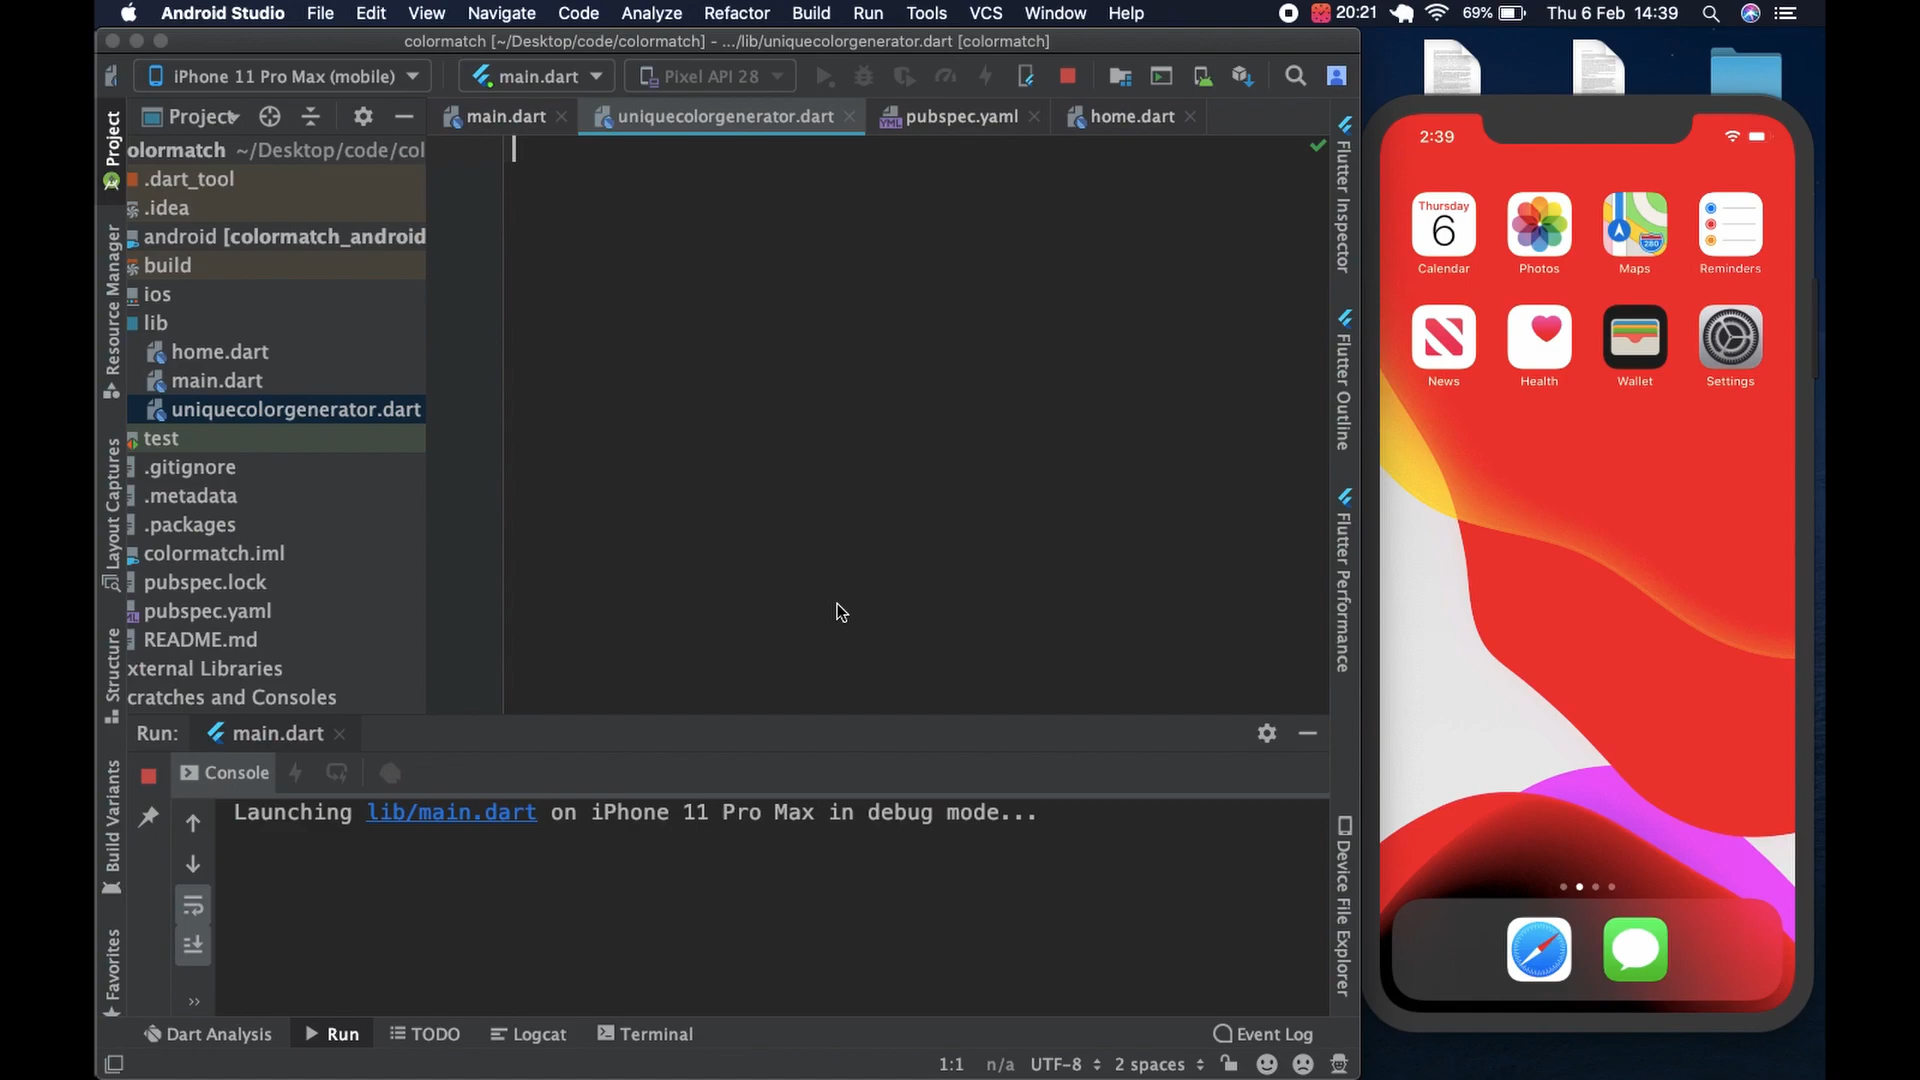 Android Studio File Edit View Navigate Code Analyze Refactor Build Run Tools VCS Window Help 20:21 69% Thu 6 Feb 14:39
colormatch [~/Desktop/code/colormatch] - .../lib/uniquecolorgenerator.dart [colormatch]
iPhone 11 Pro Max (mobile) main.dart Pixel API 28
Project main.dart uniquecolorgenerator.dart pubspec.yaml home.dart
olormatch ~/Desktop/code/col
.dart_tool
.idea
android [colormatch_android
build
ios
lib
home.dart
main.dart
uniquecolorgenerator.dart
test
.gitignore
.metadata
.packages
colormatch.iml
pubspec.lock
pubspec.yaml
README.md
xternal Libraries
cratches and Consoles
Project
Resource Manager
Layout Captures
Structure
Build Variants
Favorites
Flutter Inspector
Flutter Outline
Flutter Performance
Device File Explorer
Run: main.dart
Console
Launching lib/main.dart on iPhone 11 Pro Max in debug mode...
Dart Analysis Run TODO Logcat Terminal Event Log
1:1 n/a UTF-8 2 spaces
2:39
Thursday
6
280
Calendar Photos Maps Reminders
News Health Wallet Settings